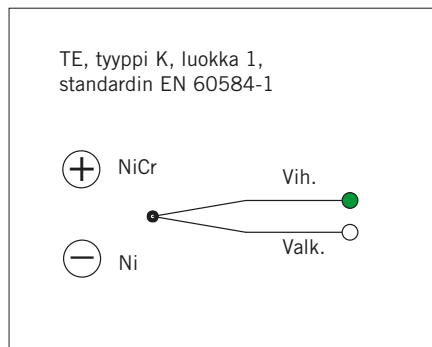 TE, tyyppi K, luokka 1,
standardin EN 60584-1
+ NiCr
Vih.
Valk.
− Ni